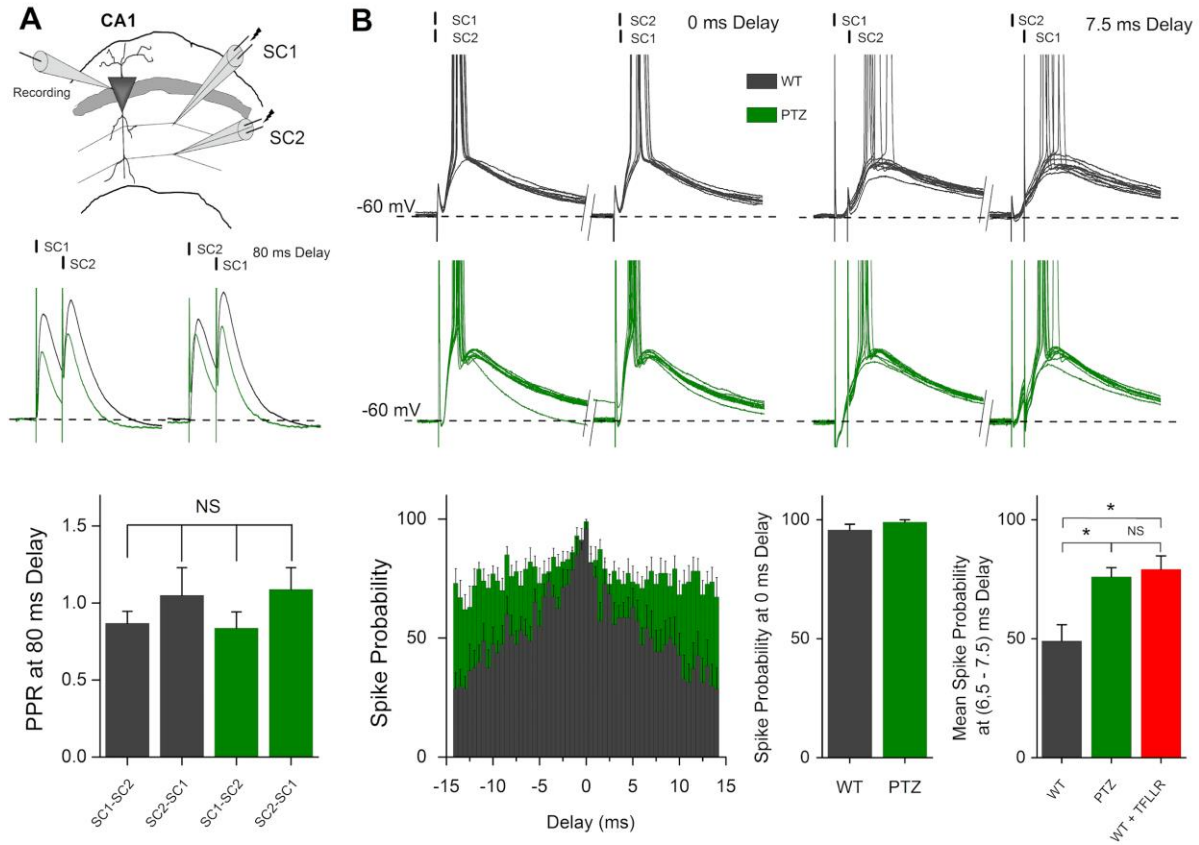 A
CA1
SC1
Recording
SC2
SC1
SC2
SC2
SC1
80 ms Delay
NS
PPR at 80 ms Delay
1.5
1.0
0.5
0.0
SC1-SC2
SC2-SC1
SC1-SC2
SC2-SC1
B
SC1
SC2
SC2
SC1
0 ms Delay
SC1
SC2
SC2
SC1
7.5 ms Delay
WT
PTZ
-60 mV
-60 mV
Spike Probability
100
50
0
-15
-10
-5
0
5
10
15
Delay (ms)
Spike Probability at 0 ms Delay
100
50
0
WT
PTZ
Mean Spike Probability
at (6,5 - 7.5) ms Delay
100
50
0
*
*
NS
WT
PTZ
WT + TFLLR